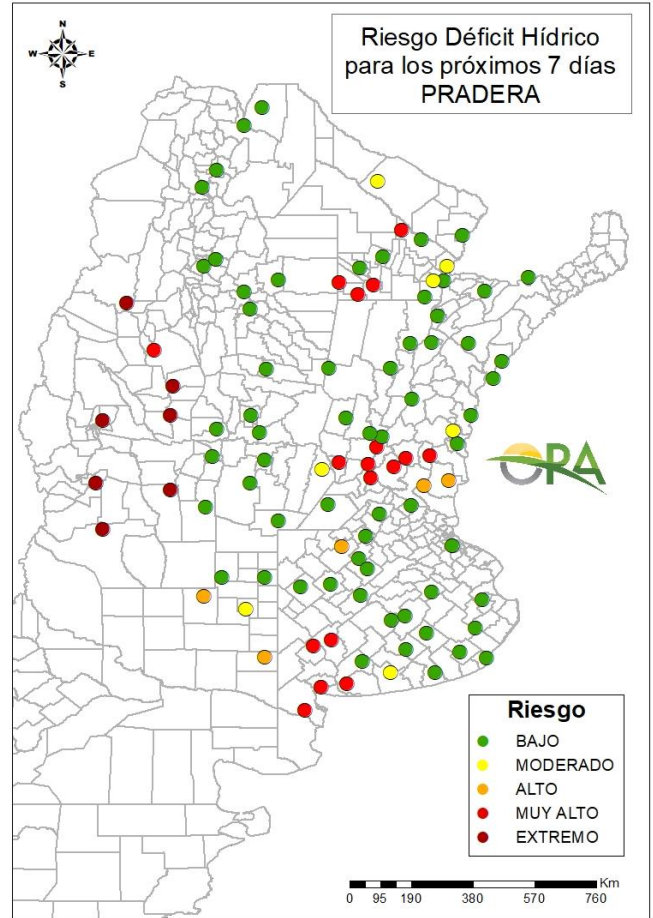 N
W E
S
Riesgo Déficit Hídrico
para los próximos 7 días
PRADERA
OPA
Riesgo
BAJO
MODERADO
ALTO
MUY ALTO
EXTREMO
Km
0 95 190 380 570 760